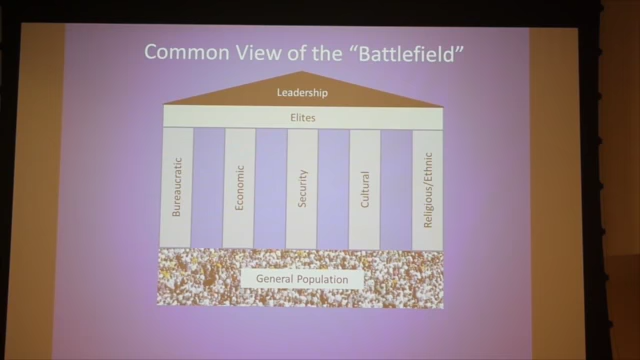 Common View of the "Battlefield"
Leadership
Elites
Bureaucratic
Economic
Security
Cultural
Religious/Ethnic
General Population